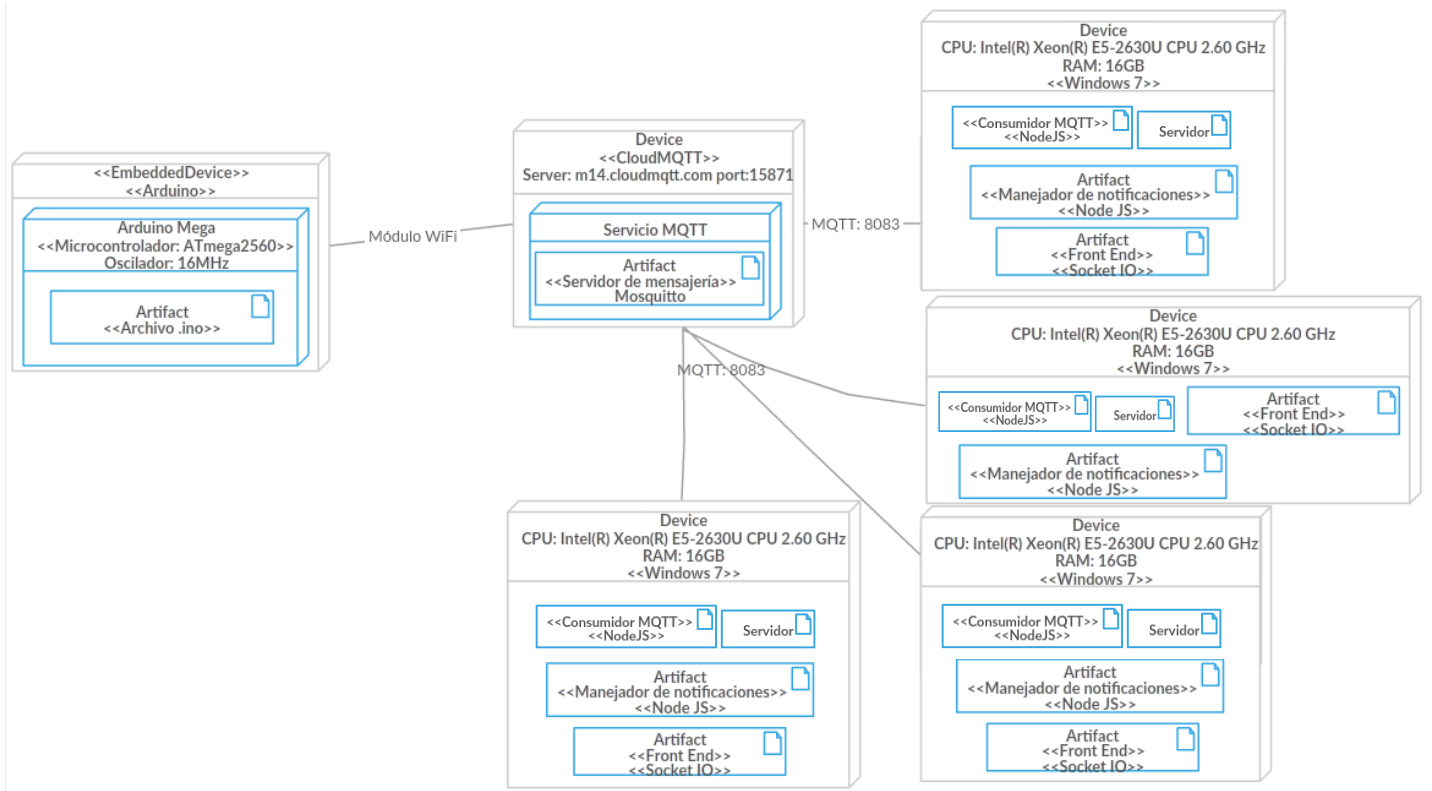 <<EmbeddedDevice>>
<<Arduino>>
Arduino Mega
<<Microcontrolador: ATmega2560>>
Oscilador: 16MHz
Artifact
<<Archivo .ino>>
Módulo WiFi
Device
<<CloudMQTT>>
Server: m14.cloudmqtt.com port:15871
Servicio MQTT
Artifact
<<Servidor de mensajería>>
Mosquitto
MQTT: 8083
MQTT: 8083
Device
CPU: Intel(R) Xeon(R) E5-2630U CPU 2.60 GHz
RAM: 16GB
<<Windows 7>>
<<Consumidor MQTT>>
<<NodeJS>>
Servidor
Artifact
<<Manejador de notificaciones>>
<<Node JS>>
Artifact
<<Front End>>
<<Socket IO>>
Device
CPU: Intel(R) Xeon(R) E5-2630U CPU 2.60 GHz
RAM: 16GB
<<Windows 7>>
<<Consumidor MQTT>>
<<NodeJS>>
Servidor
Artifact
<<Front End>>
<<Socket IO>>
Artifact
<<Manejador de notificaciones>>
<<Node JS>>
Device
CPU: Intel(R) Xeon(R) E5-2630U CPU 2.60 GHz
RAM: 16GB
<<Windows 7>>
<<Consumidor MQTT>>
<<NodeJS>>
Servidor
Artifact
<<Manejador de notificaciones>>
<<Node JS>>
Artifact
<<Front End>>
<<Socket IO>>
Device
CPU: Intel(R) Xeon(R) E5-2630U CPU 2.60 GHz
RAM: 16GB
<<Windows 7>>
<<Consumidor MQTT>>
<<NodeJS>>
Servidor
Artifact
<<Manejador de notificaciones>>
<<Node JS>>
Artifact
<<Front End>>
<<Socket IO>>